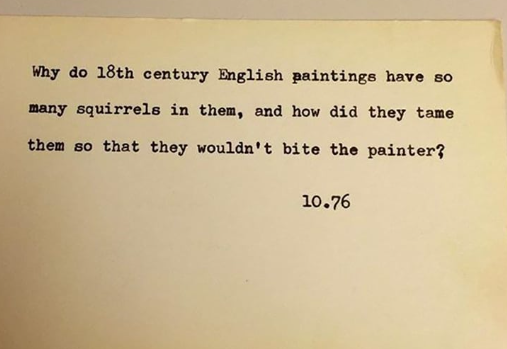 Why do 18th century English paintings have so
many squirrels in them, and how did they tame
them so that they wouldn't bite the painter?
10.76